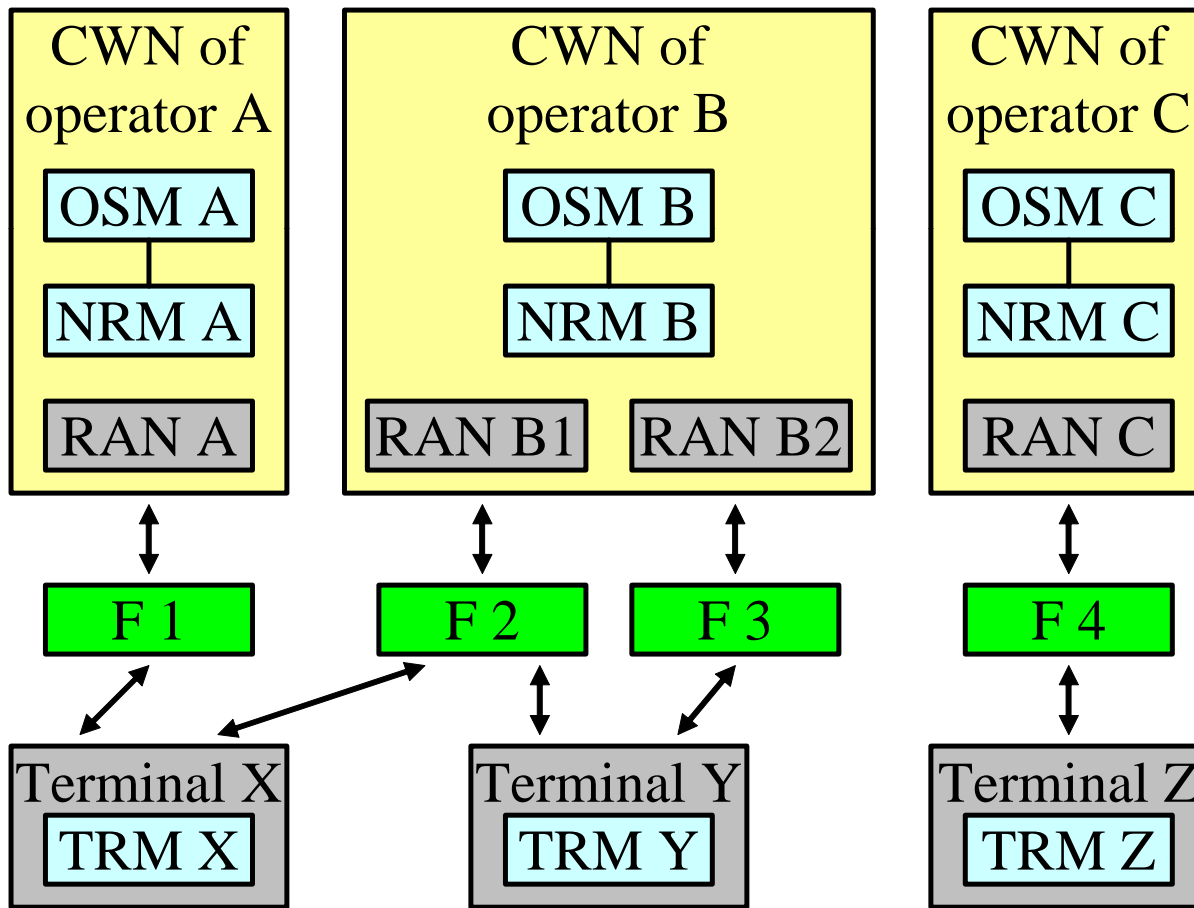 CWN of
operator A
OSM A
NRM A
RAN A
CWN of
operator B
OSM B
NRM B
RAN B1
RAN B2
CWN of
operator C
OSM C
NRM C
RAN C
F 1
F 2
F 3
F 4
Terminal X
TRM X
Terminal Y
TRM Y
Terminal Z
TRM Z